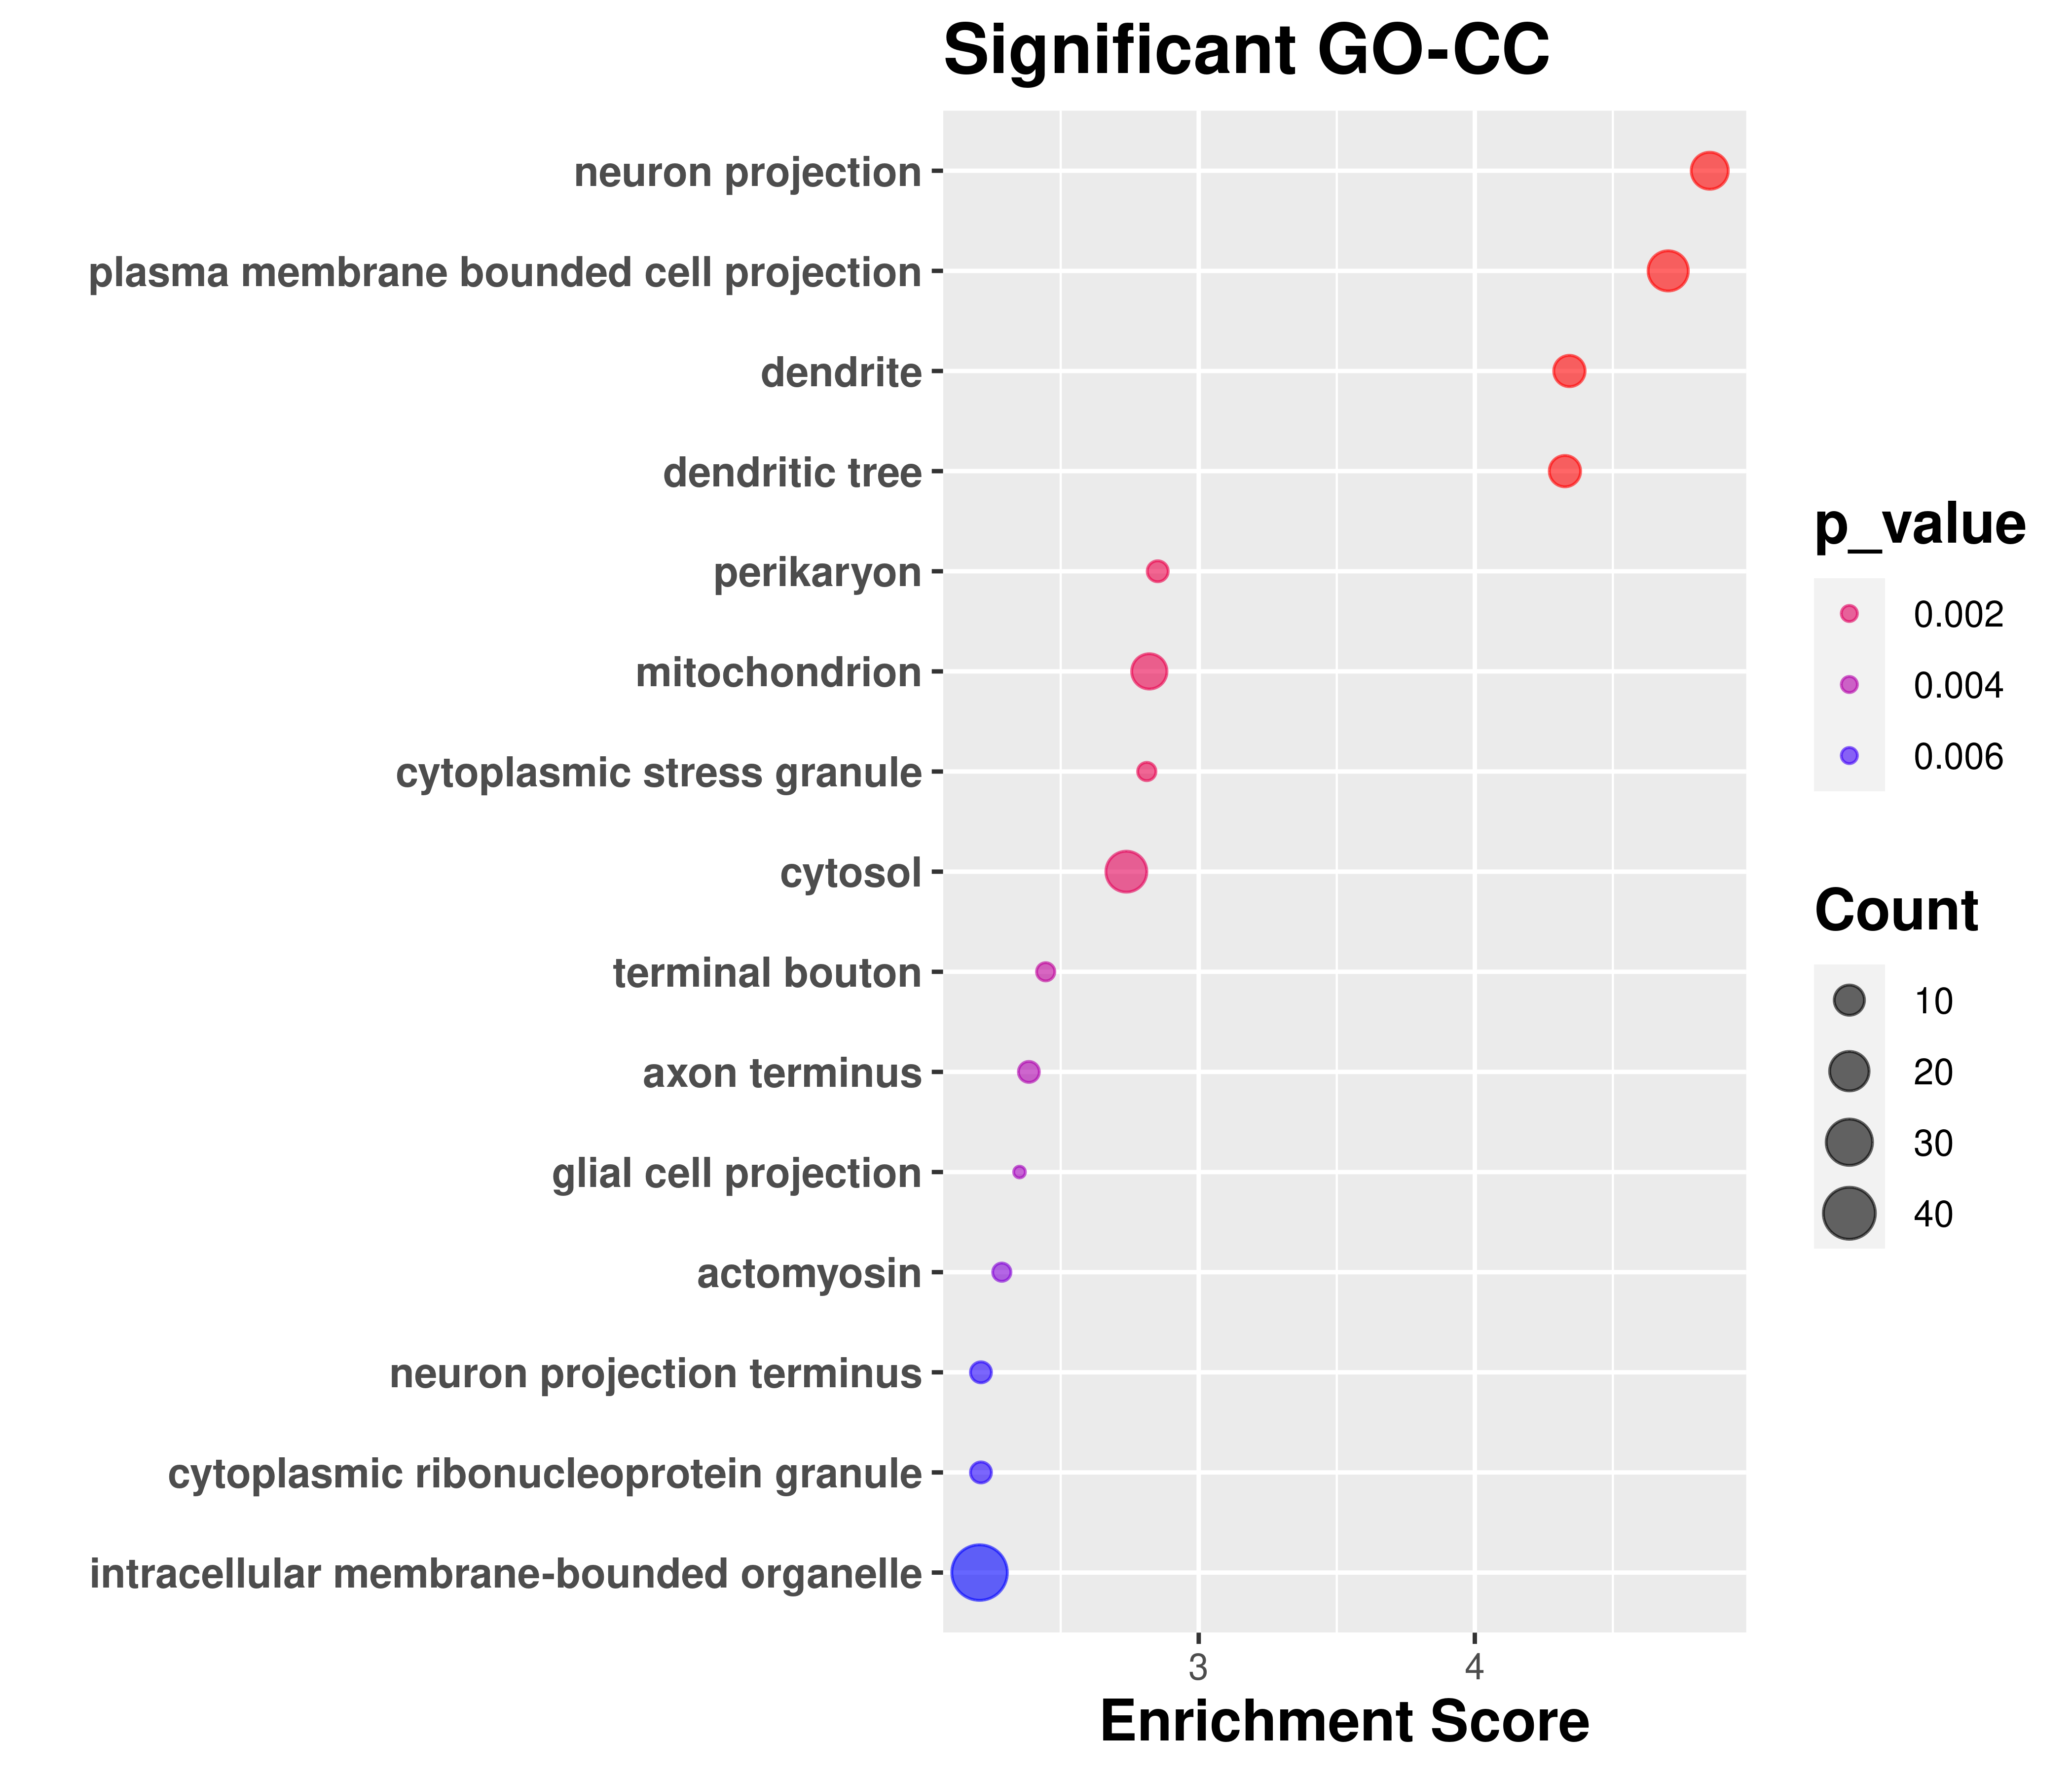 Significant GO-CC
neuron projection
plasma membrane bounded cell projection
dendrite
dendritic tree
perikaryon
mitochondrion
cytoplasmic stress granule
cytosol
terminal bouton
axon terminus
glial cell projection
actomyosin
neuron projection terminus
cytoplasmic ribonucleoprotein granule
intracellular membrane-bounded organelle
3
4
Enrichment Score
p_value
0.002
0.004
0.006
Count
10
20
30
40